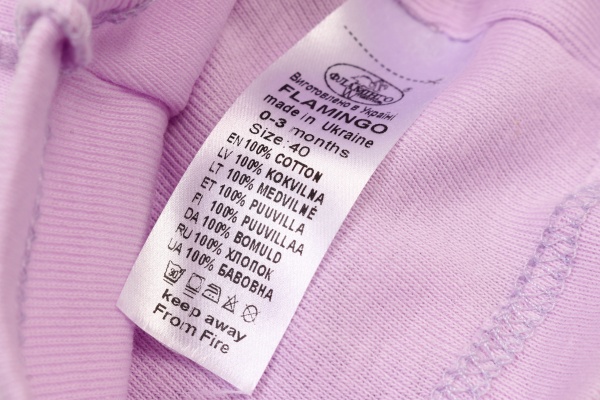 ФЛАМІНГО
Виготовлено в Україні
FLAMINGO
made in Ukraine
0-3 months
Size: 40
EN 100% COTTON
LV 100% KOKVILNA
LT 100% MEDVILNĖ
ET 100% PUUVILLA
FI 100% PUUVILLAA
DA 100% BOMULD
RU 100% ХЛОПОК
UA 100% БАВОВНА
30°
keep away
From Fire